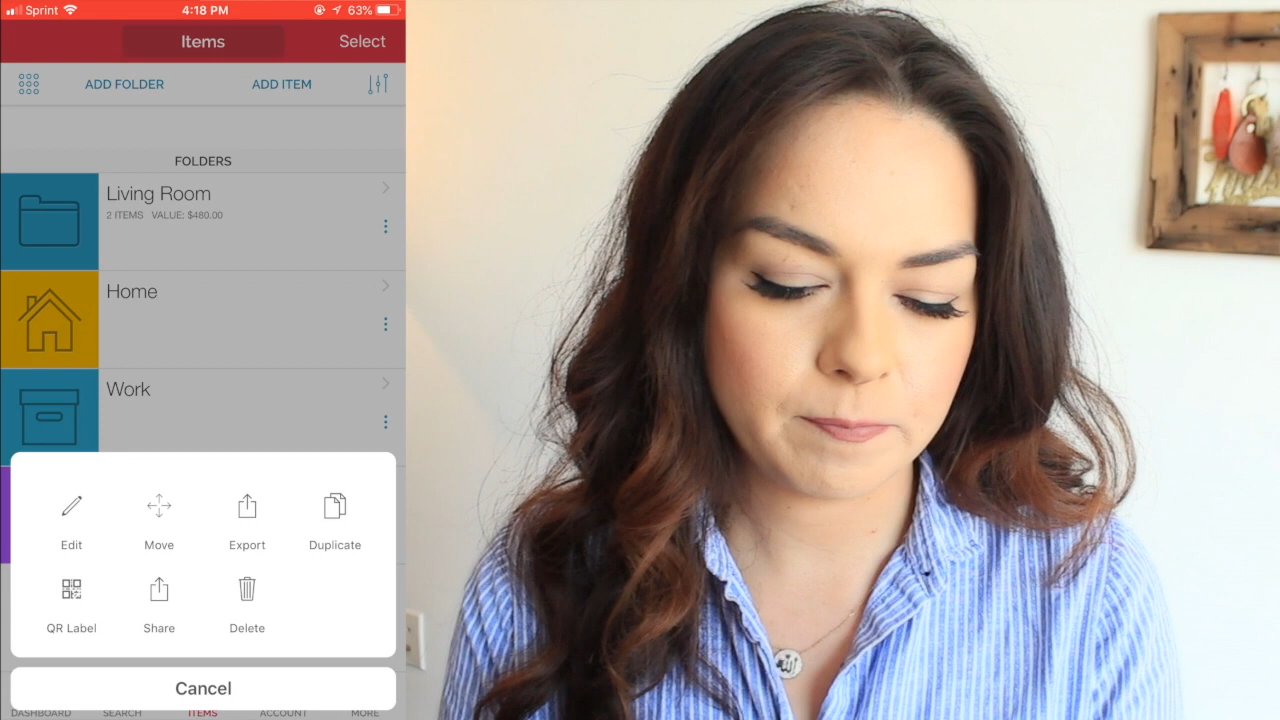 Sprint 4:18 PM 63%
Items Select
ADD FOLDER ADD ITEM
FOLDERS
Living Room
2 ITEMS VALUE: $480.00
Home
Work
Edit Move Export Duplicate
QR Label Share Delete
Cancel
DASHBOARD SEARCH ITEMS ACCOUNT MORE
الله